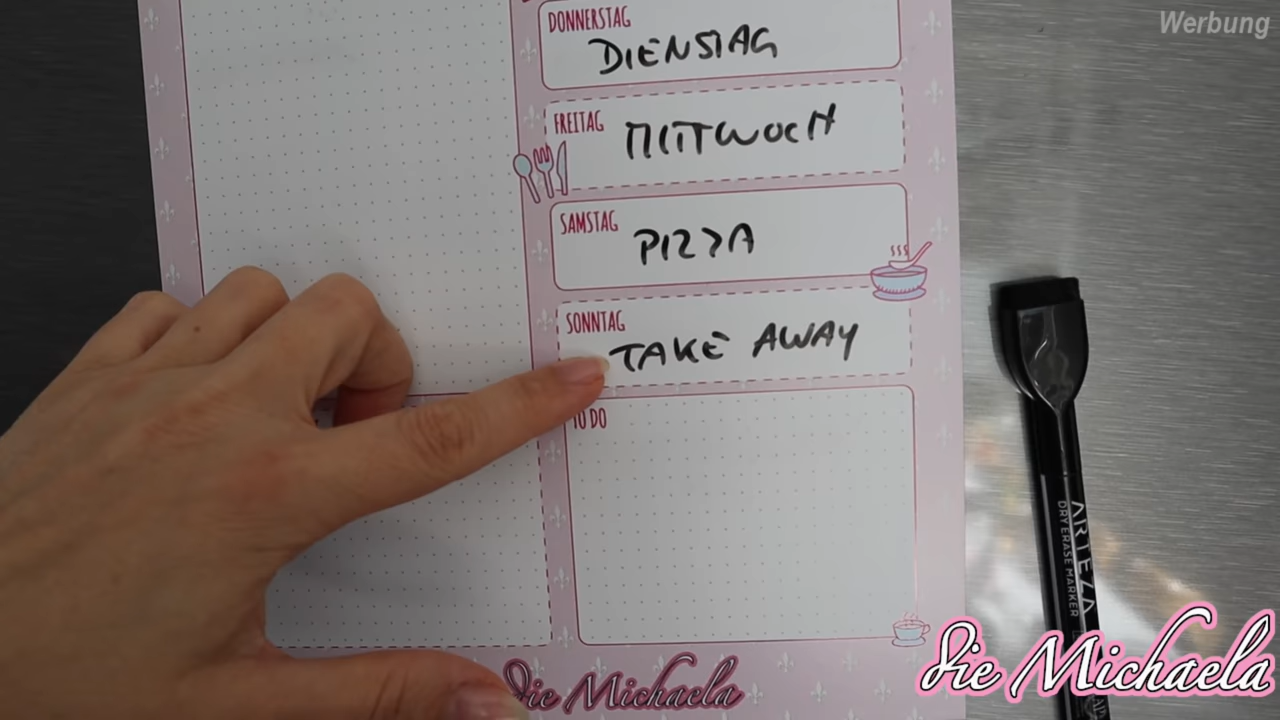 Werbung
DONNERSTAG
DIENSTAG
FREITAG
MITTWOCH
SAMSTAG
PIZZA
SONNTAG
TAKE AWAY
TO DO
ARTEZA
DRY ERASE MARKER
die Michaela
die Michaela